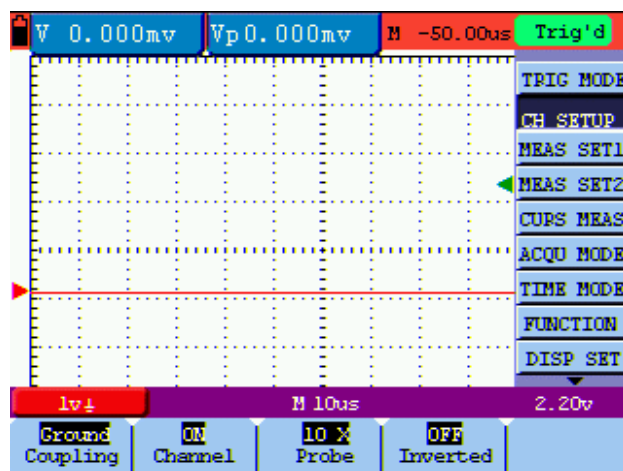 V 0.000mv Vp0.000mv M -50.00us Trig'd
TRIG MODE
CH SETUP
MEAS SET1
MEAS SET2
CURS MEAS
ACQU MODE
TIME MODE
FUNCTION
DISP SET
1v⏚ M 10us 2.20v
Ground ON 10 X OFF
Coupling Channel Probe Inverted